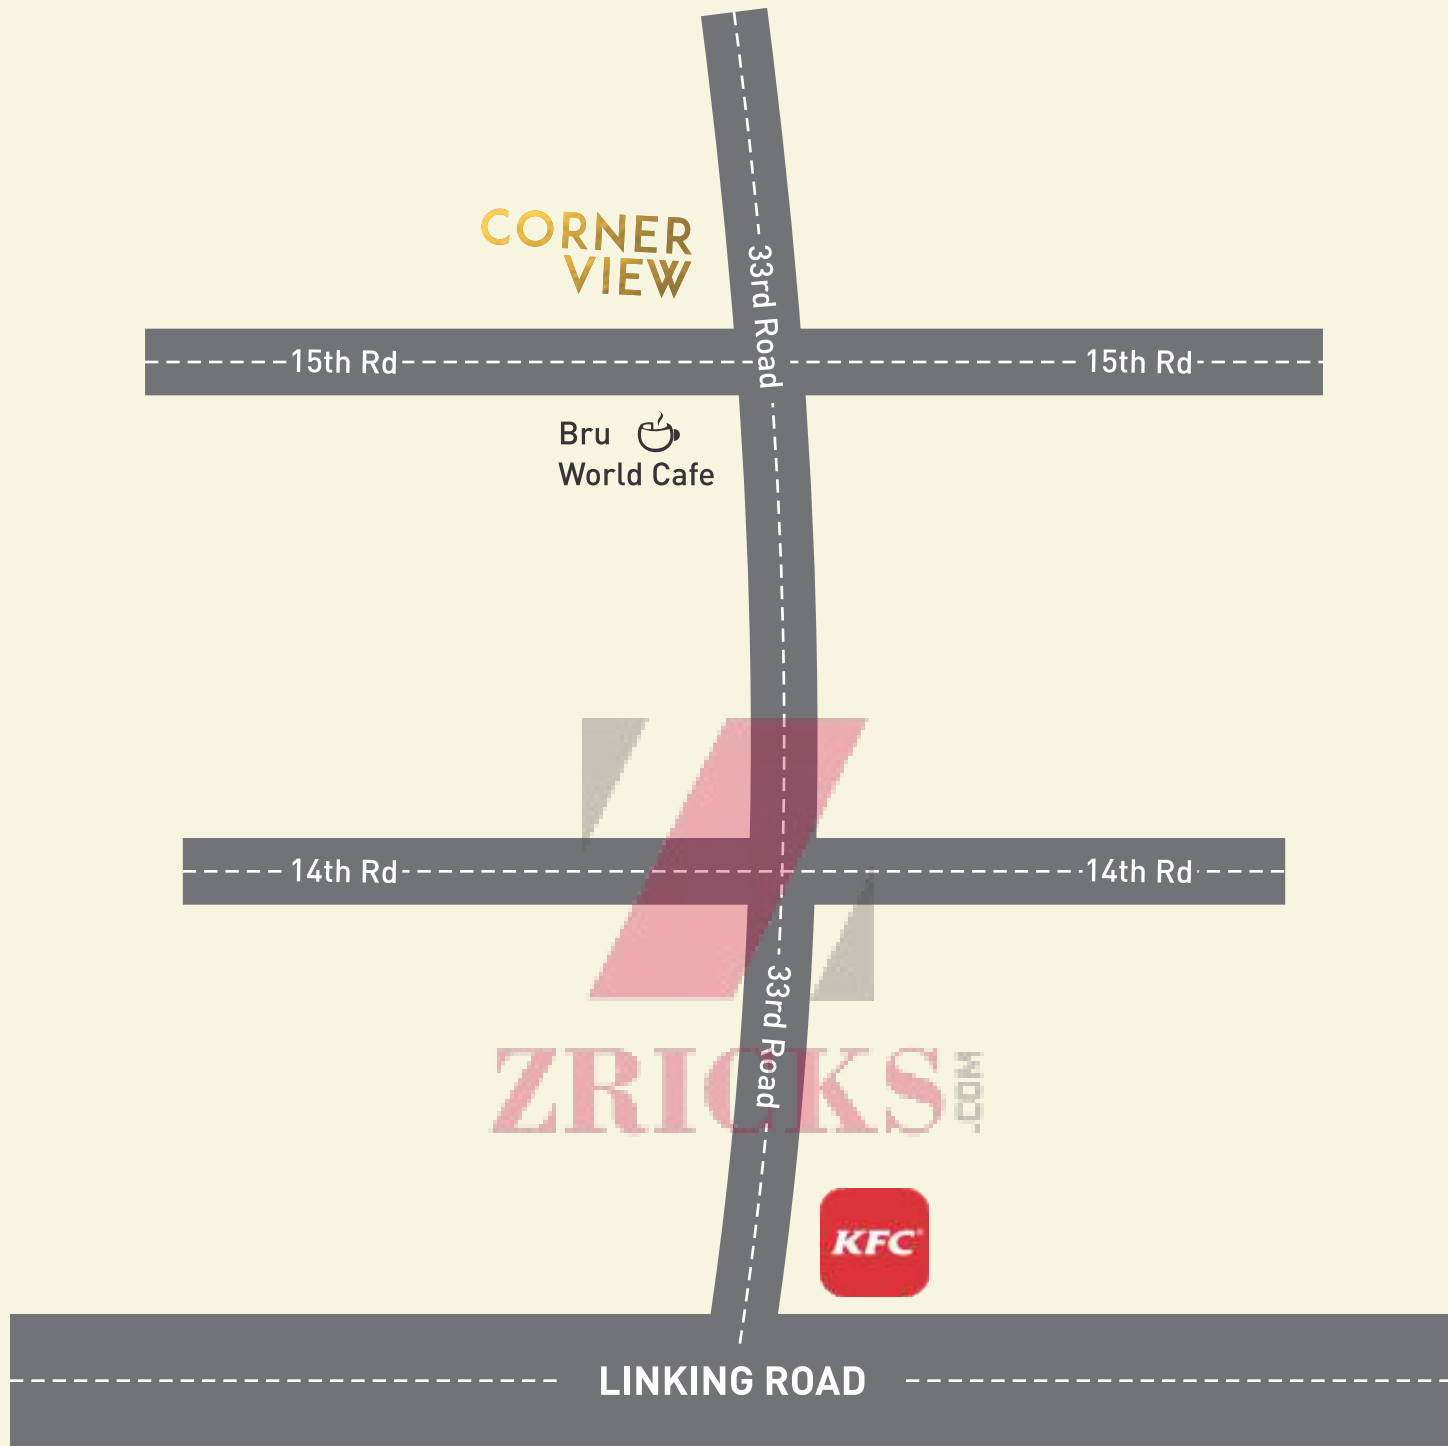 CORNER
VIEW
33rd Road
15th Rd
15th Rd
Bru
World Cafe
14th Rd
14th Rd
33rd Road
ZRICKS
.COM
KFC
LINKING ROAD